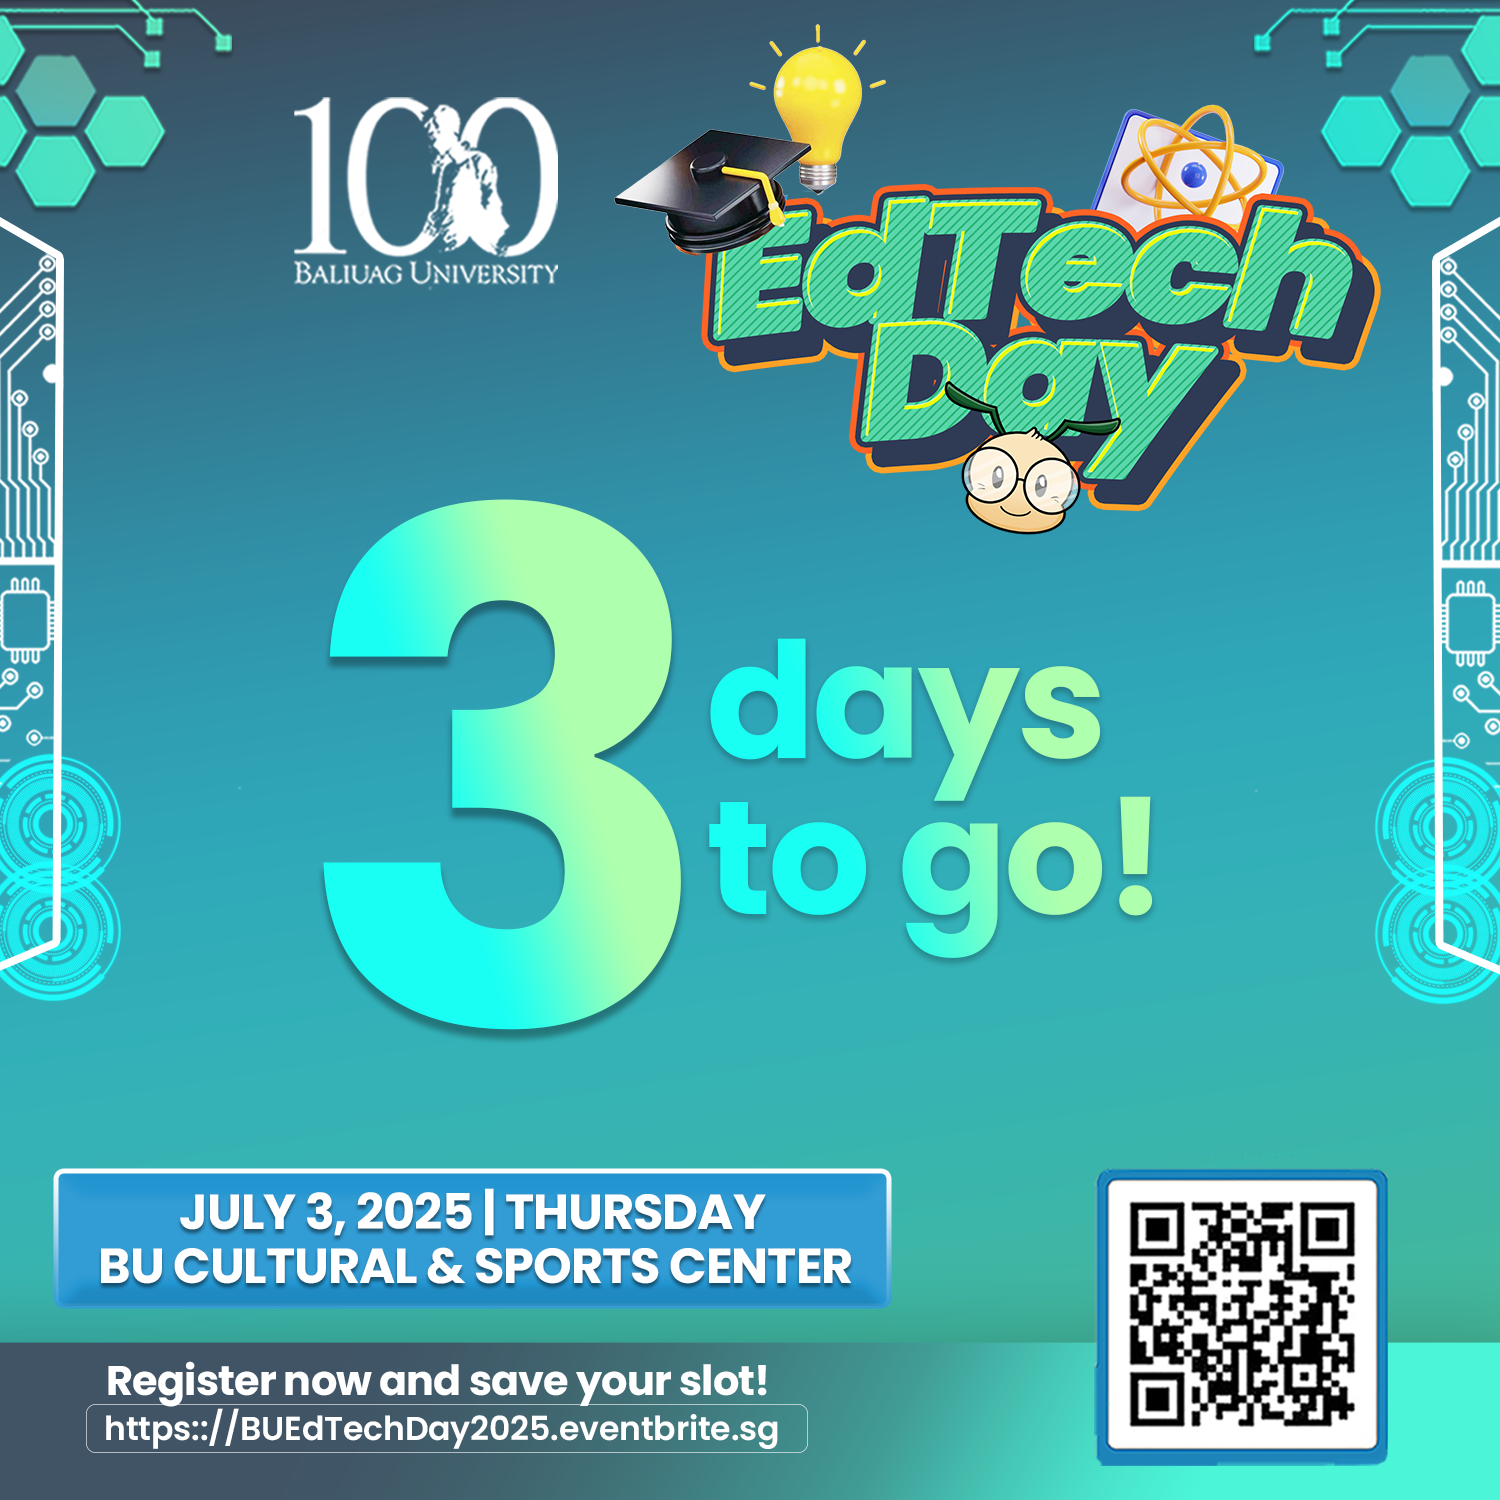 100
BALIUAG UNIVERSITY
EdTech
Day
3
days
to go!
JULY 3, 2025 | THURSDAY
BU CULTURAL & SPORTS CENTER
Register now and save your slot!
https:://BUEdTechDay2025.eventbrite.sg